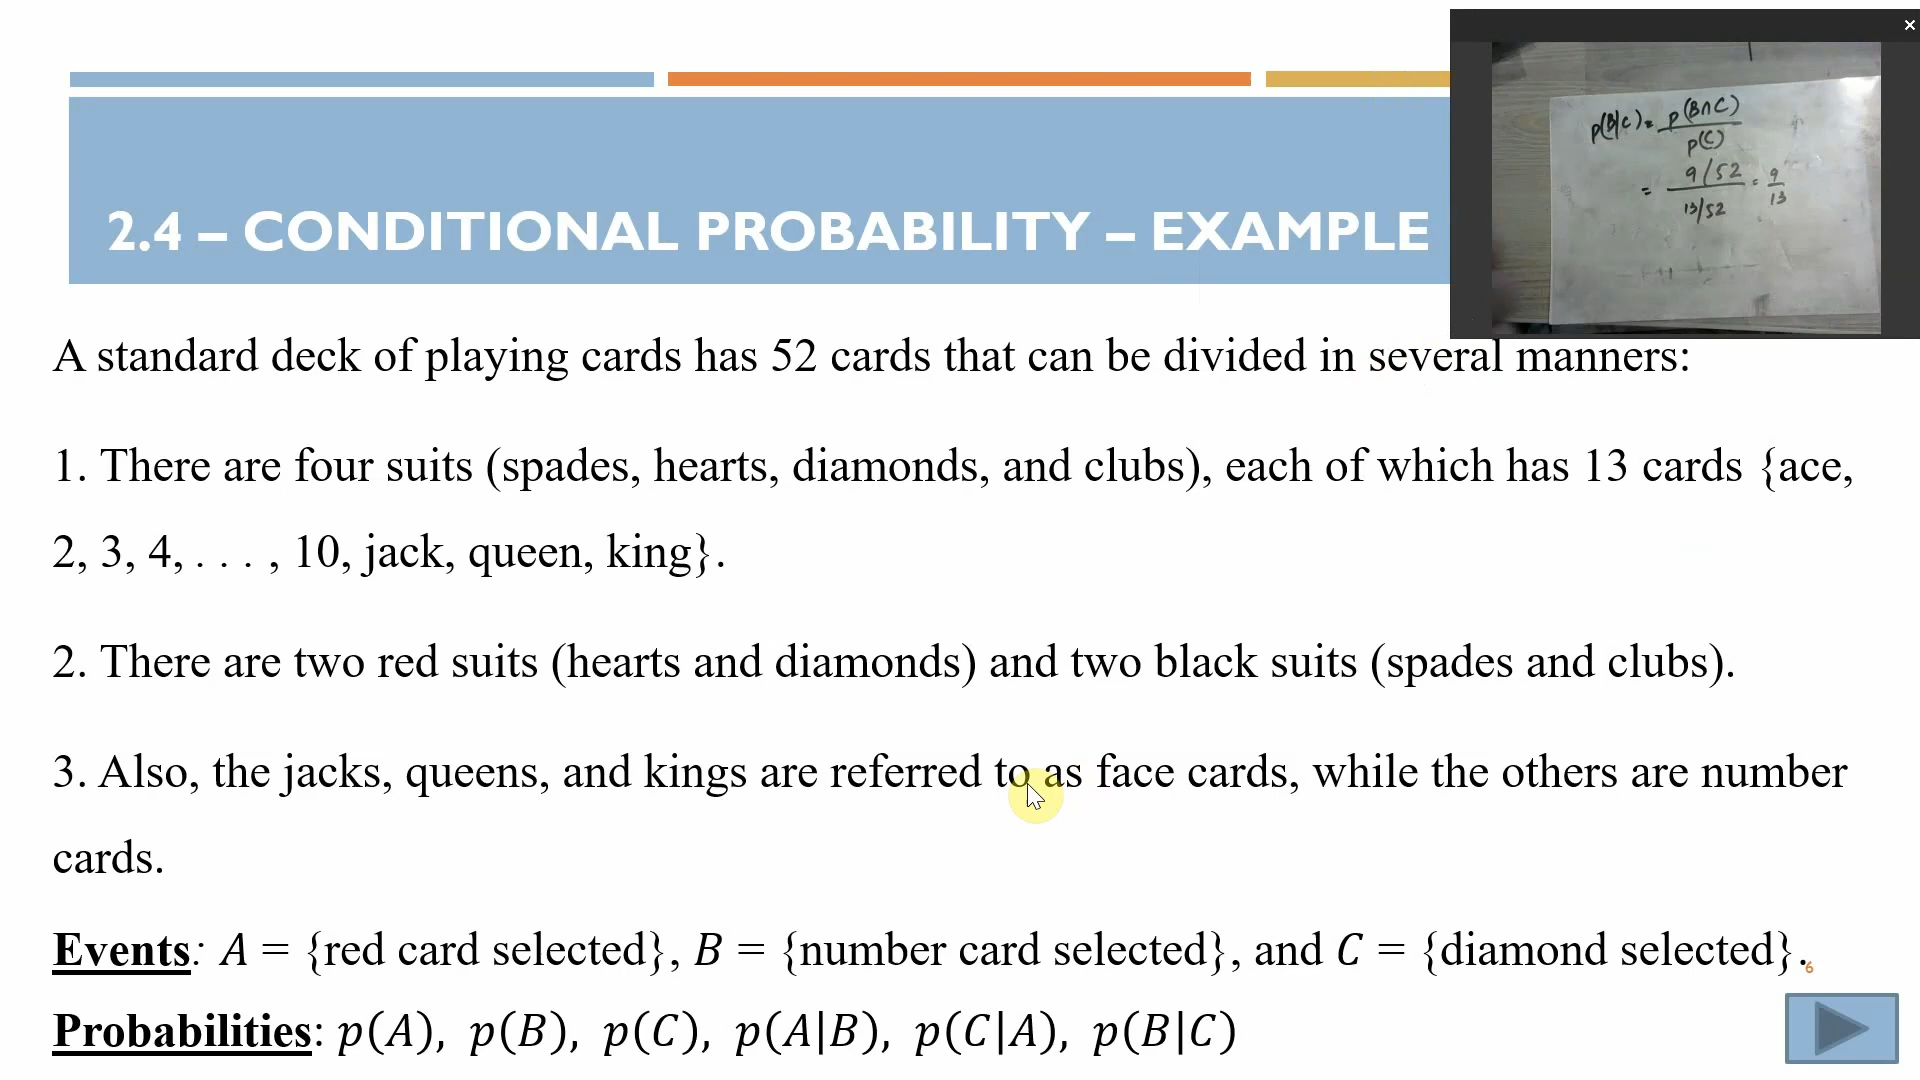 2.4 – CONDITIONAL PROBABILITY – EXAMPLE
p(B|C) = p(B∩C)
p(C)
= 9/52 = 9
13/52 13
A standard deck of playing cards has 52 cards that can be divided in several manners:
1. There are four suits (spades, hearts, diamonds, and clubs), each of which has 13 cards {ace,
2, 3, 4, . . . , 10, jack, queen, king}.
2. There are two red suits (hearts and diamonds) and two black suits (spades and clubs).
3. Also, the jacks, queens, and kings are referred to as face cards, while the others are number
cards.
Events: A = {red card selected}, B = {number card selected}, and C = {diamond selected}.
6
Probabilities: p(A), p(B), p(C), p(A|B), p(C|A), p(B|C)